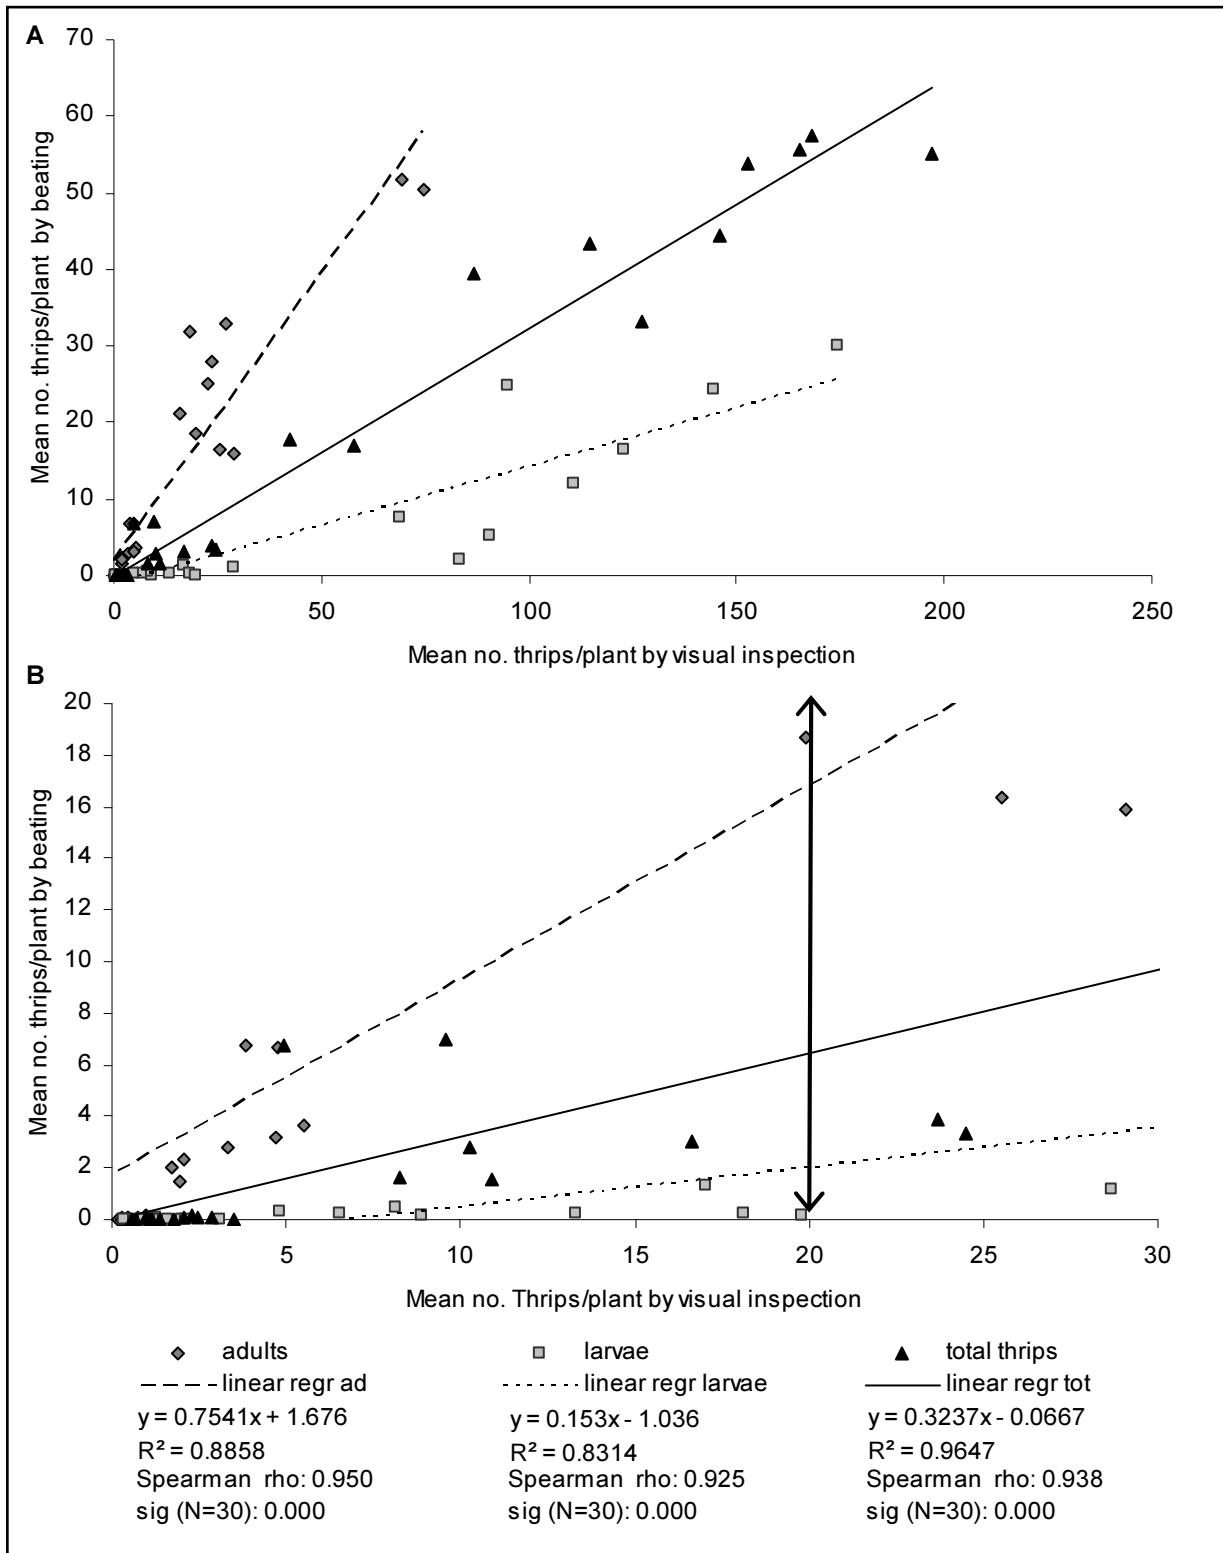 A
70
60
50
40
30
20
10
0
0 50 100 150 200 250
Mean no. thrips/plant by beating
Mean no. thrips/plant by visual inspection
B
20
18
16
14
12
10
8
6
4
2
0
0 5 10 15 20 25 30
Mean no. thrips/plant by beating
Mean no. Thrips/plant by visual inspection
adults larvae total thrips
linear regr ad linear regr larvae linear regr tot
y = 0.7541x + 1.676 y = 0.153x - 1.036 y = 0.3237x - 0.0667
R² = 0.8858 R² = 0.8314 R² = 0.9647
Spearman rho: 0.950 Spearman rho: 0.925 Spearman rho: 0.938
sig (N=30): 0.000 sig (N=30): 0.000 sig (N=30): 0.000